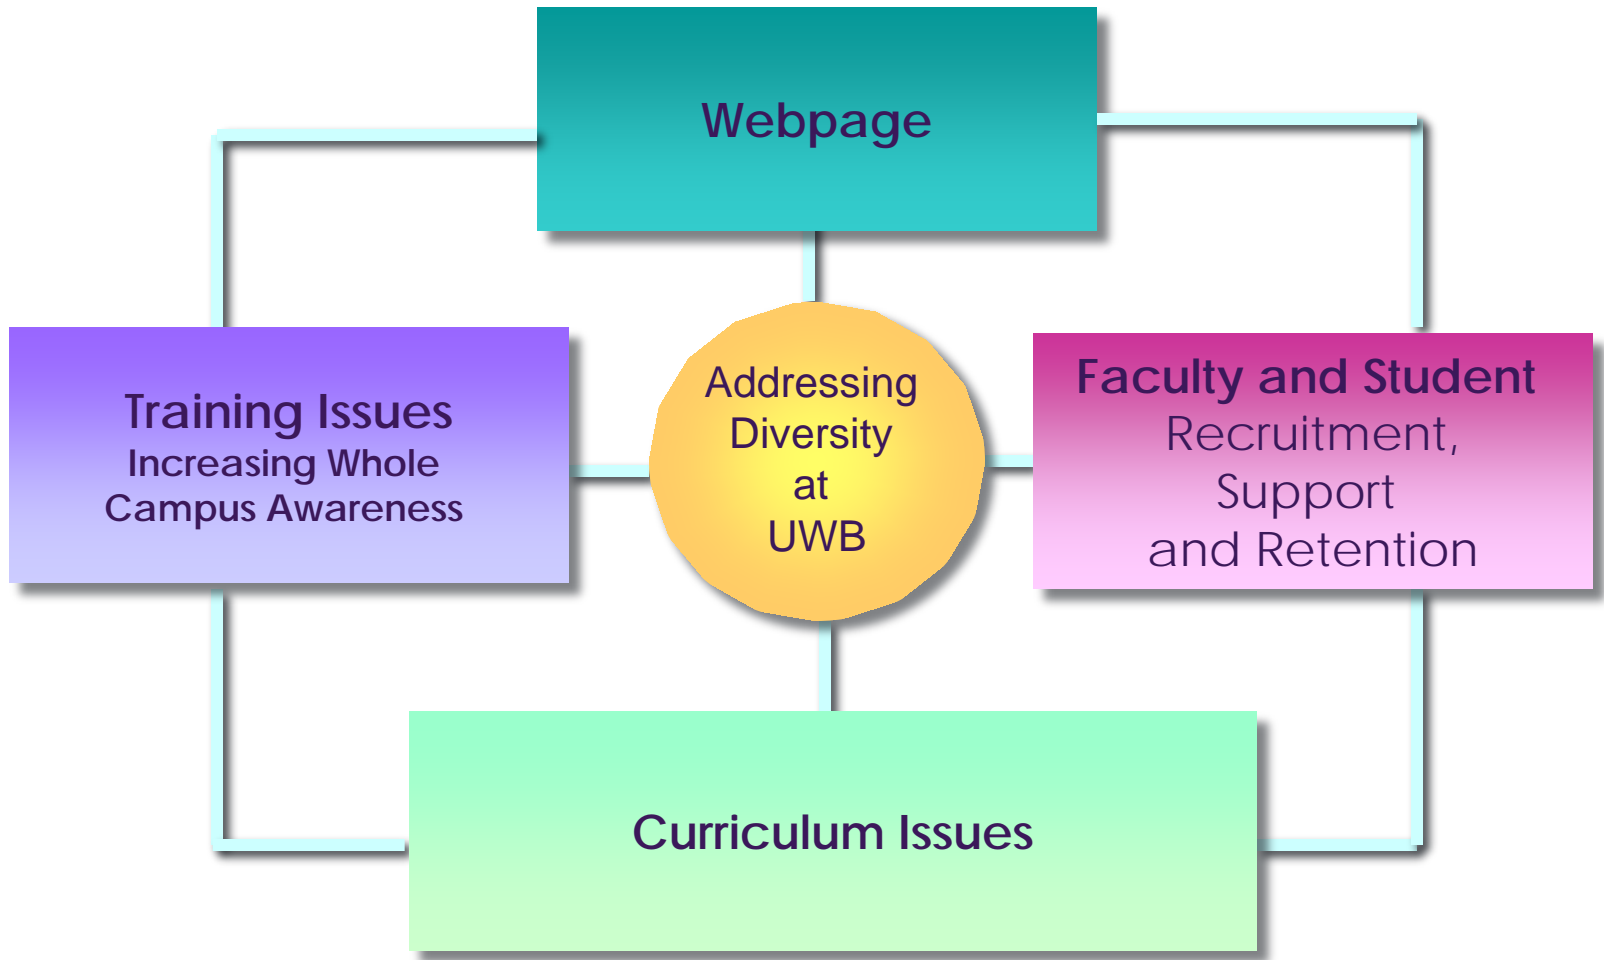 Webpage
Training Issues
Increasing Whole
Campus Awareness
Addressing
Diversity
at
UWB
Faculty and Student
Recruitment,
Support
and Retention
Curriculum Issues